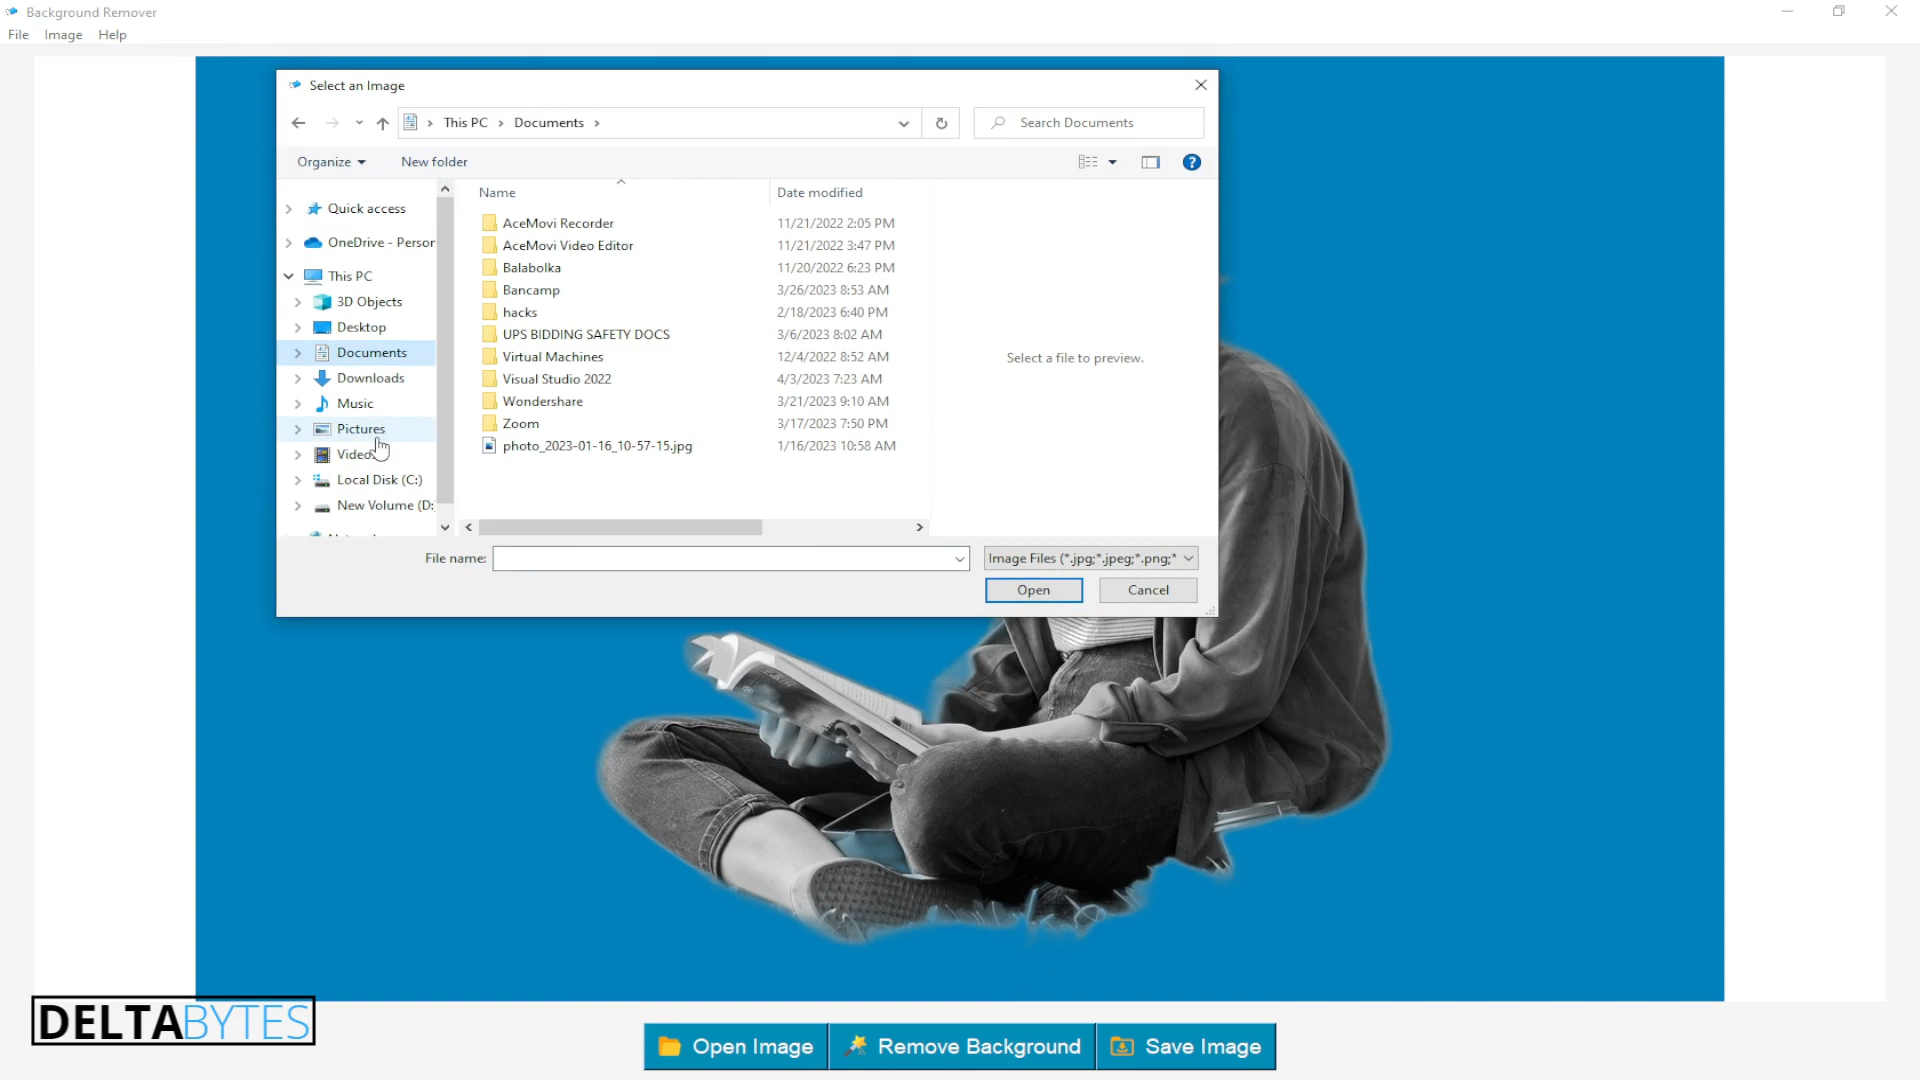 Background Remover
File Image Help
Select an Image
This PC Documents
Search Documents
Organize New folder
?
Name Date modified
Quick access
OneDrive - Person
This PC
3D Objects
Desktop
Documents
Downloads
Music
Pictures
Local Disk (C:)
New Volume (D:
AceMovi Recorder 11/21/2022 2:05 PM
AceMovi Video Editor 11/21/2022 3:47 PM
Balabolka 11/20/2022 6:23 PM
Bancamp 3/26/2023 8:53 AM
hacks 2/18/2023 6:40 PM
UPS BIDDING SAFETY DOCS 3/6/2023 8:02 AM
Virtual Machines 12/4/2022 8:52 AM
Visual Studio 2022 4/3/2023 7:23 AM
Wondershare 3/21/2023 9:10 AM
Zoom 3/17/2023 7:50 PM
photo_2023-01-16_10-57-15.jpg 1/16/2023 10:58 AM
Select a file to preview.
File name:
Image Files (*.jpg;*.jpeg;*.png;*
Open Cancel
DELTABYTES
Open Image Remove Background Save Image